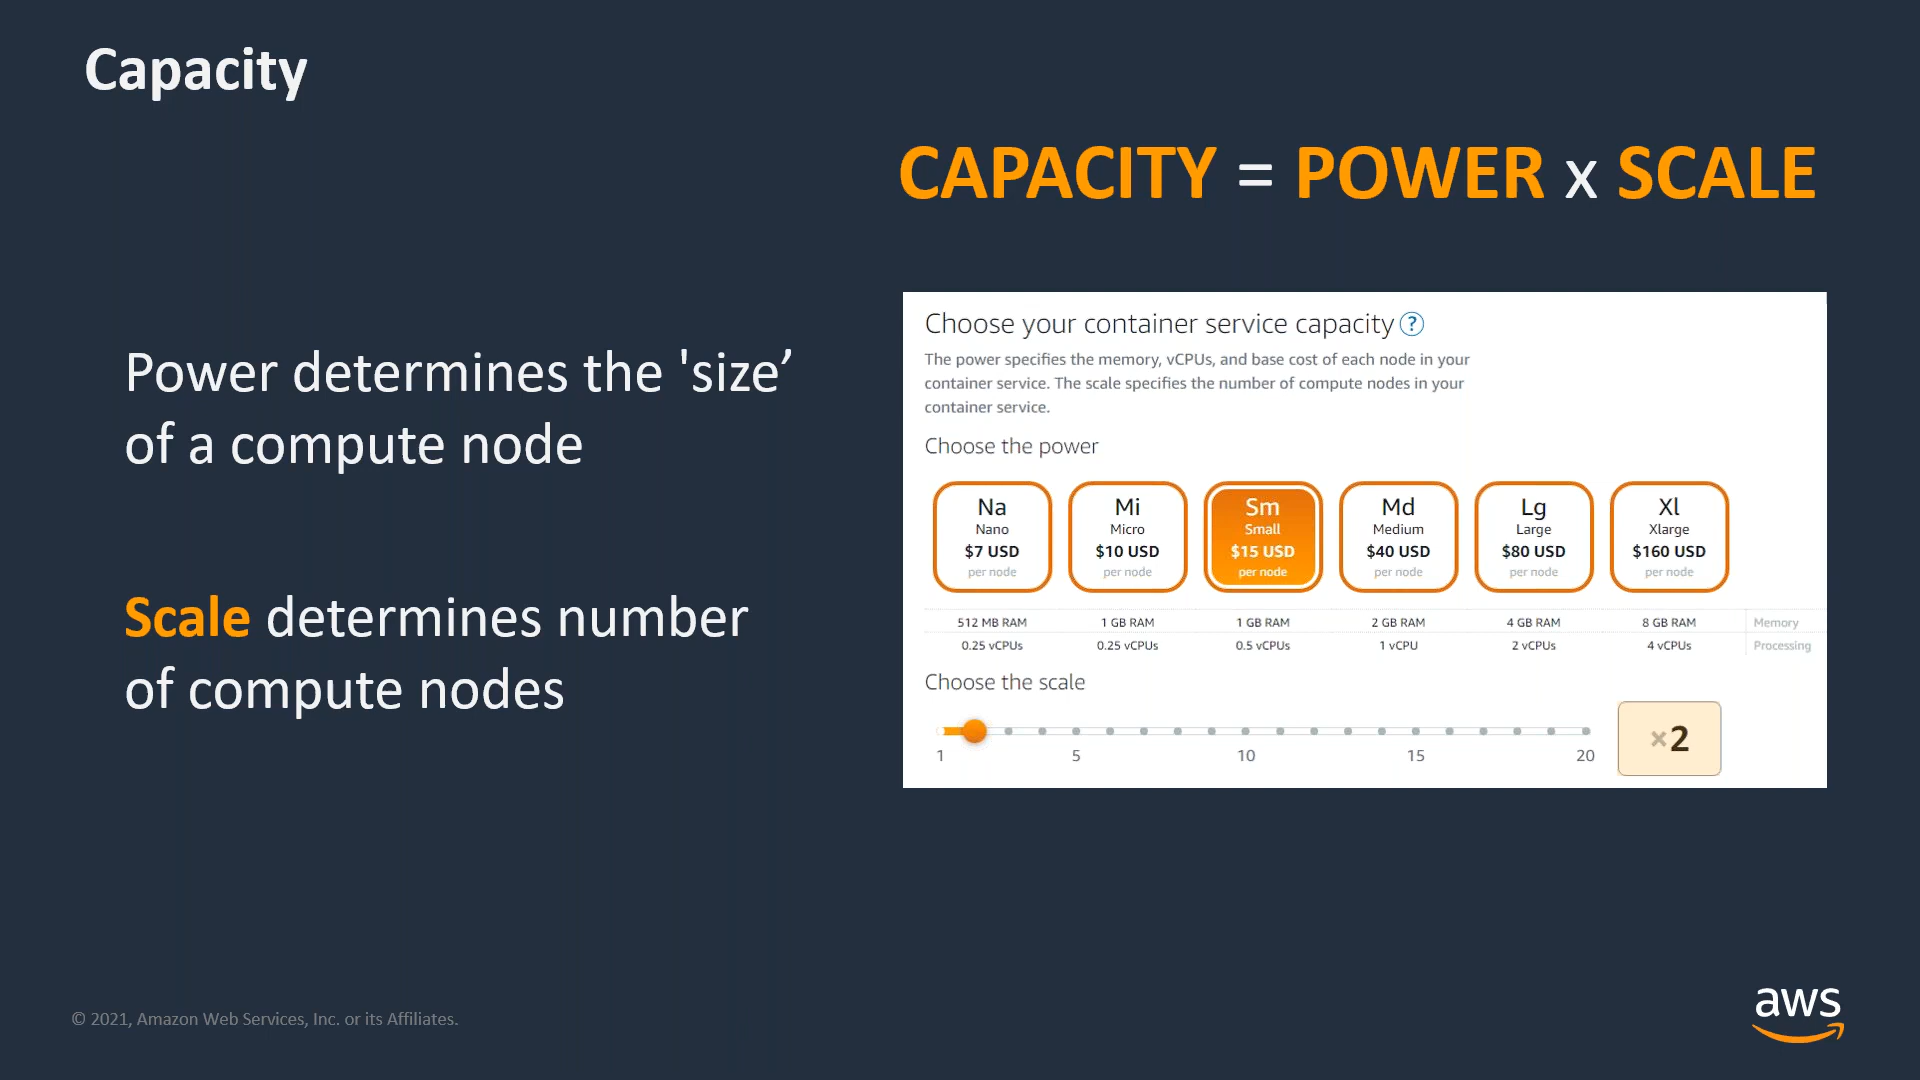 Capacity
CAPACITY = POWER x SCALE
Power determines the 'size’
of a compute node
Scale determines number
of compute nodes
Choose your container service capacity ?
The power specifies the memory, vCPUs, and base cost of each node in your
container service. The scale specifies the number of compute nodes in your
container service.
Choose the power
Na Mi Sm Md Lg Xl
Nano Micro Small Medium Large Xlarge
$7 USD $10 USD $15 USD $40 USD $80 USD $160 USD
per node per node per node per node per node per node
512 MB RAM 1 GB RAM 1 GB RAM 2 GB RAM 4 GB RAM 8 GB RAM Memory
0.25 vCPUs 0.25 vCPUs 0.5 vCPUs 1 vCPU 2 vCPUs 4 vCPUs Processing
Choose the scale
×2
1 5 10 15 20
© 2021, Amazon Web Services, Inc. or its Affiliates.
aws